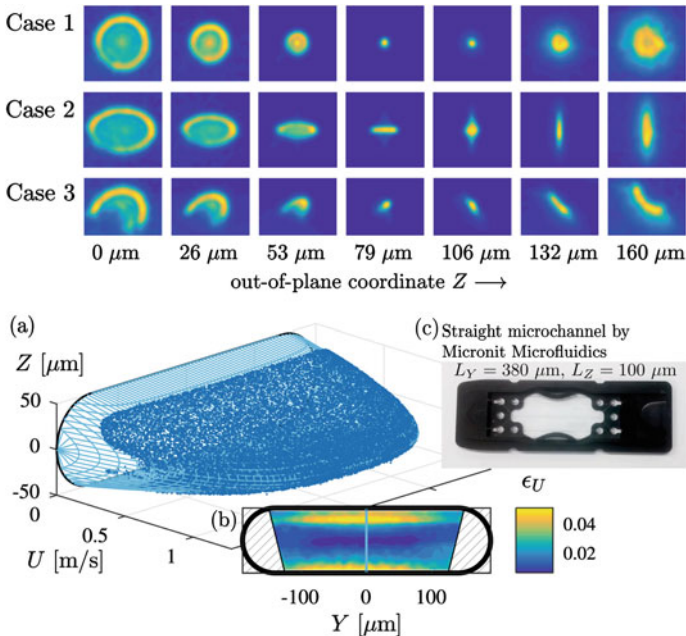 Case 1
Case 2
Case 3
0 μm 26 μm 53 μm 79 μm 106 μm 132 μm 160 μm
out-of-plane coordinate Z ⟶
(a)
(c) Straight microchannel by
Micronit Microfluidics
L_Y = 380 μm, L_Z = 100 μm
Z [μm]
50
0
-50
0
0.5
1
U [m/s]
(b)
ϵ_U
0.04
0.02
-100 0 100
Y [μm]